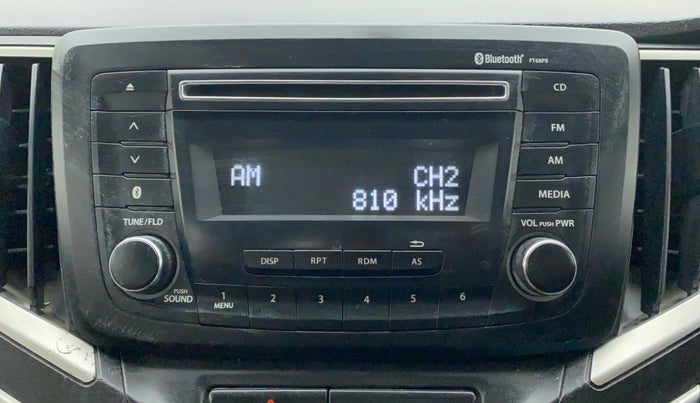 Bluetooth® FT68PB
CD
FM
AM
MEDIA
AM CH2
810 kHz
TUNE/FLD
VOL PUSH PWR
DISP RPT RDM AS
PUSH
SOUND
1 2 3 4 5 6
MENU